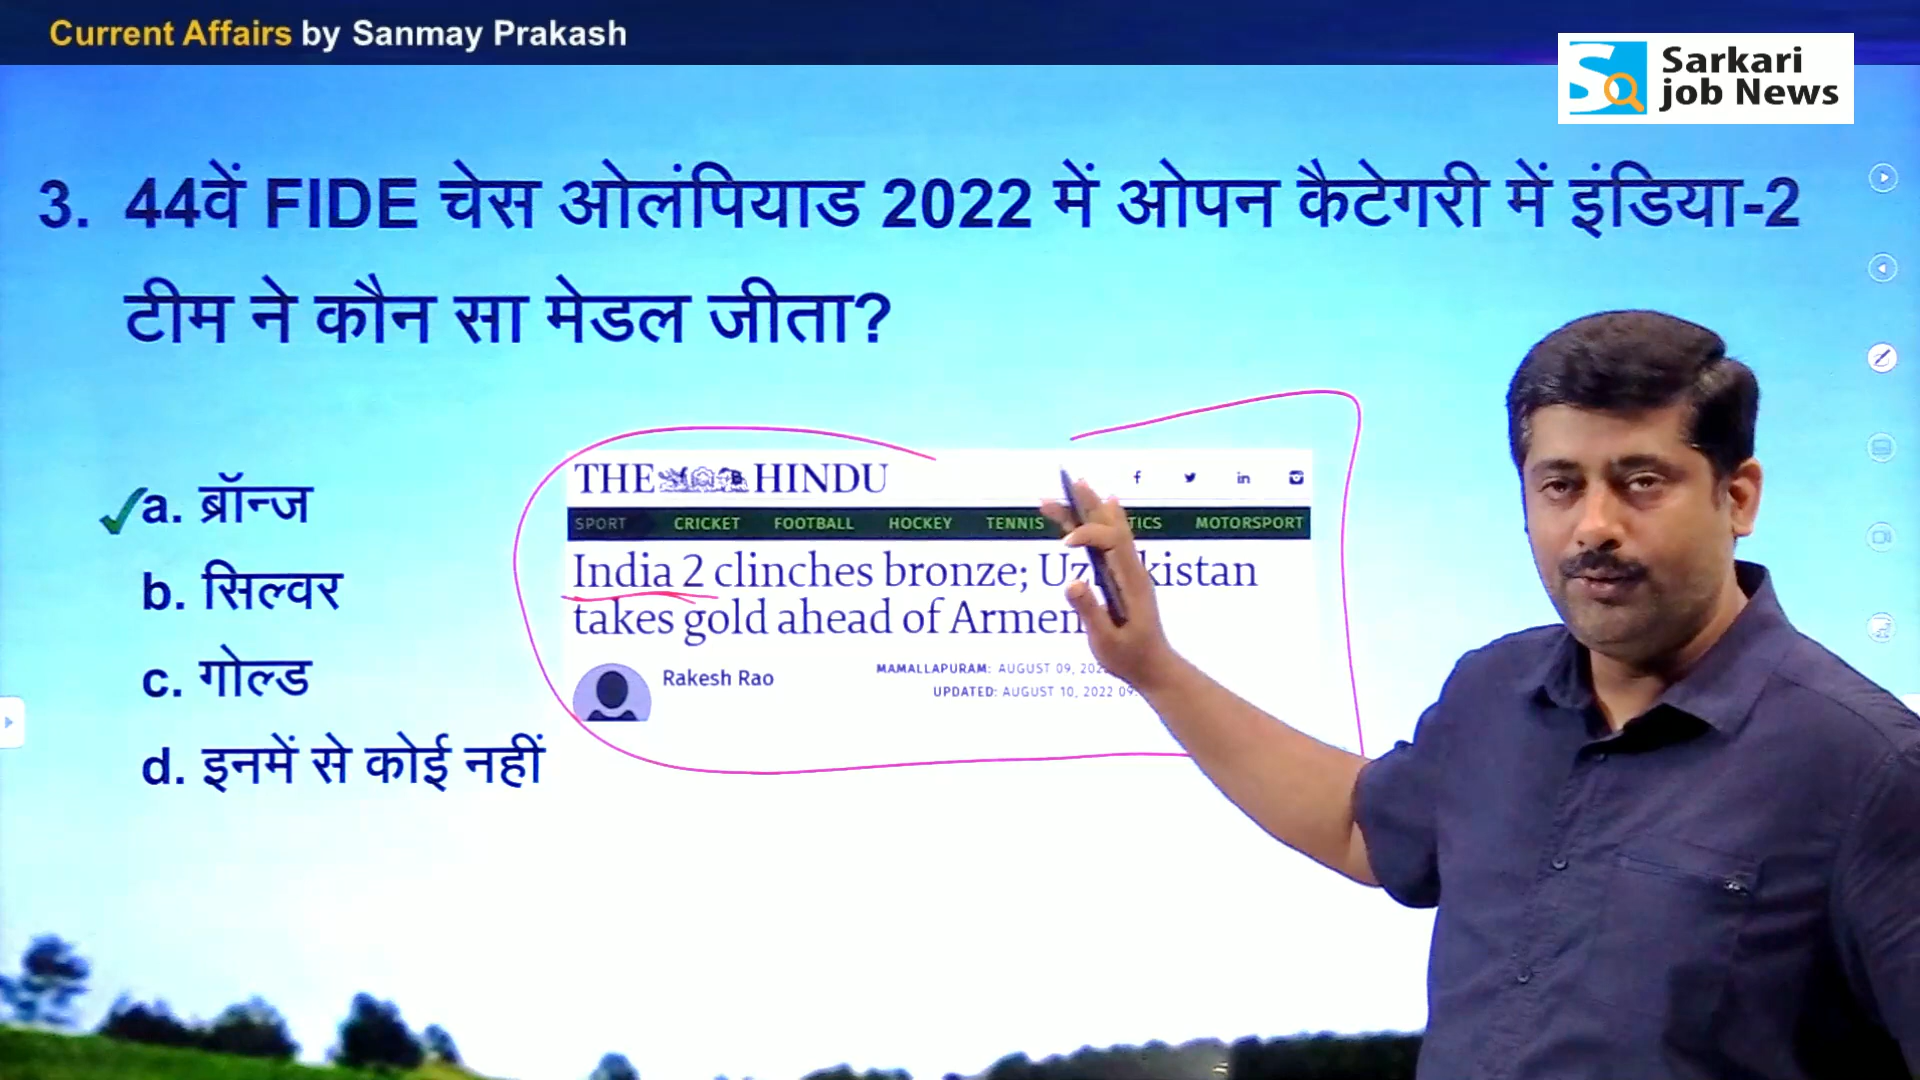 Current Affairs by Sanmay Prakash
Sarkari
job News
3. 44वें FIDE चेस ओलंपियाड 2022 में ओपन कैटेगरी में इंडिया-2
टीम ने कौन सा मेडल जीता?
a. ब्रॉन्ज
b. सिल्वर
c. गोल्ड
d. इनमें से कोई नहीं
THE HINDU
SPORT CRICKET FOOTBALL HOCKEY TENNIS MOTORSPORT
India 2 clinches bronze;
takes gold ahead of
Rakesh Rao
MAMALLAPURAM: AUGUST 09,
UPDATED: AUGUST 10, 2022